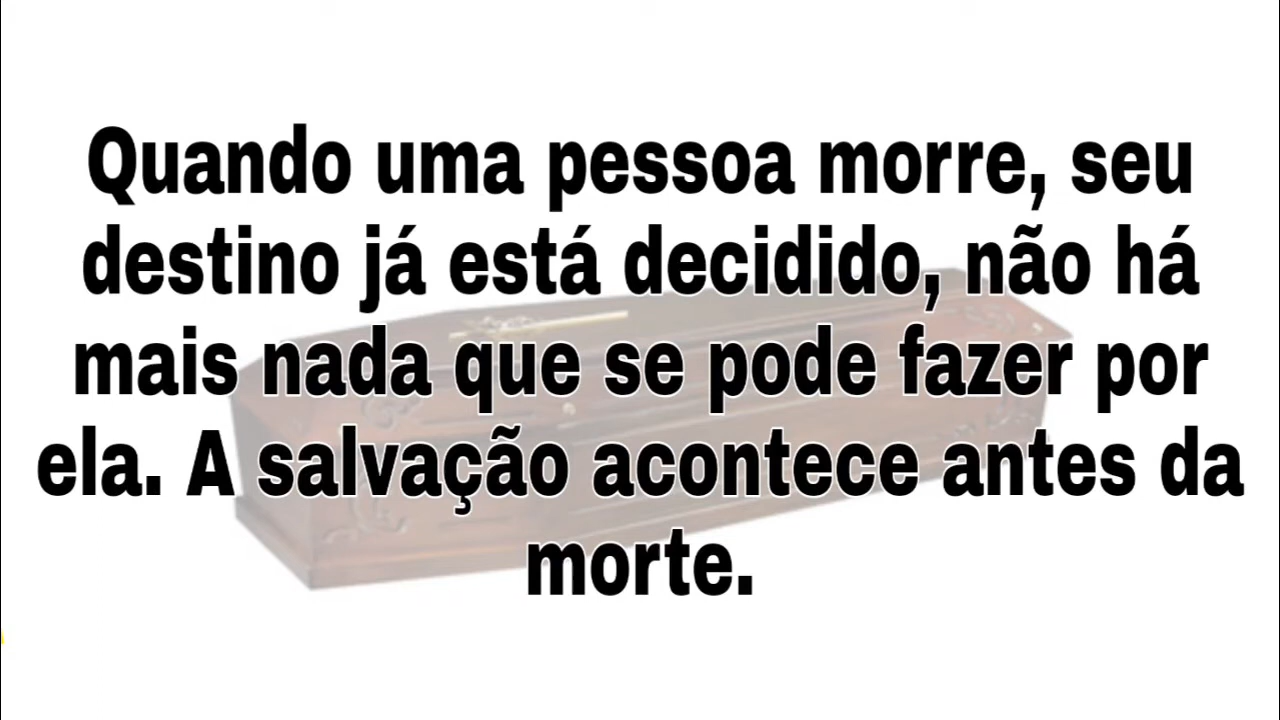 Quando uma pessoa morre, seu
destino já está decidido, não há
mais nada que se pode fazer por
ela. A salvação acontece antes da
morte.